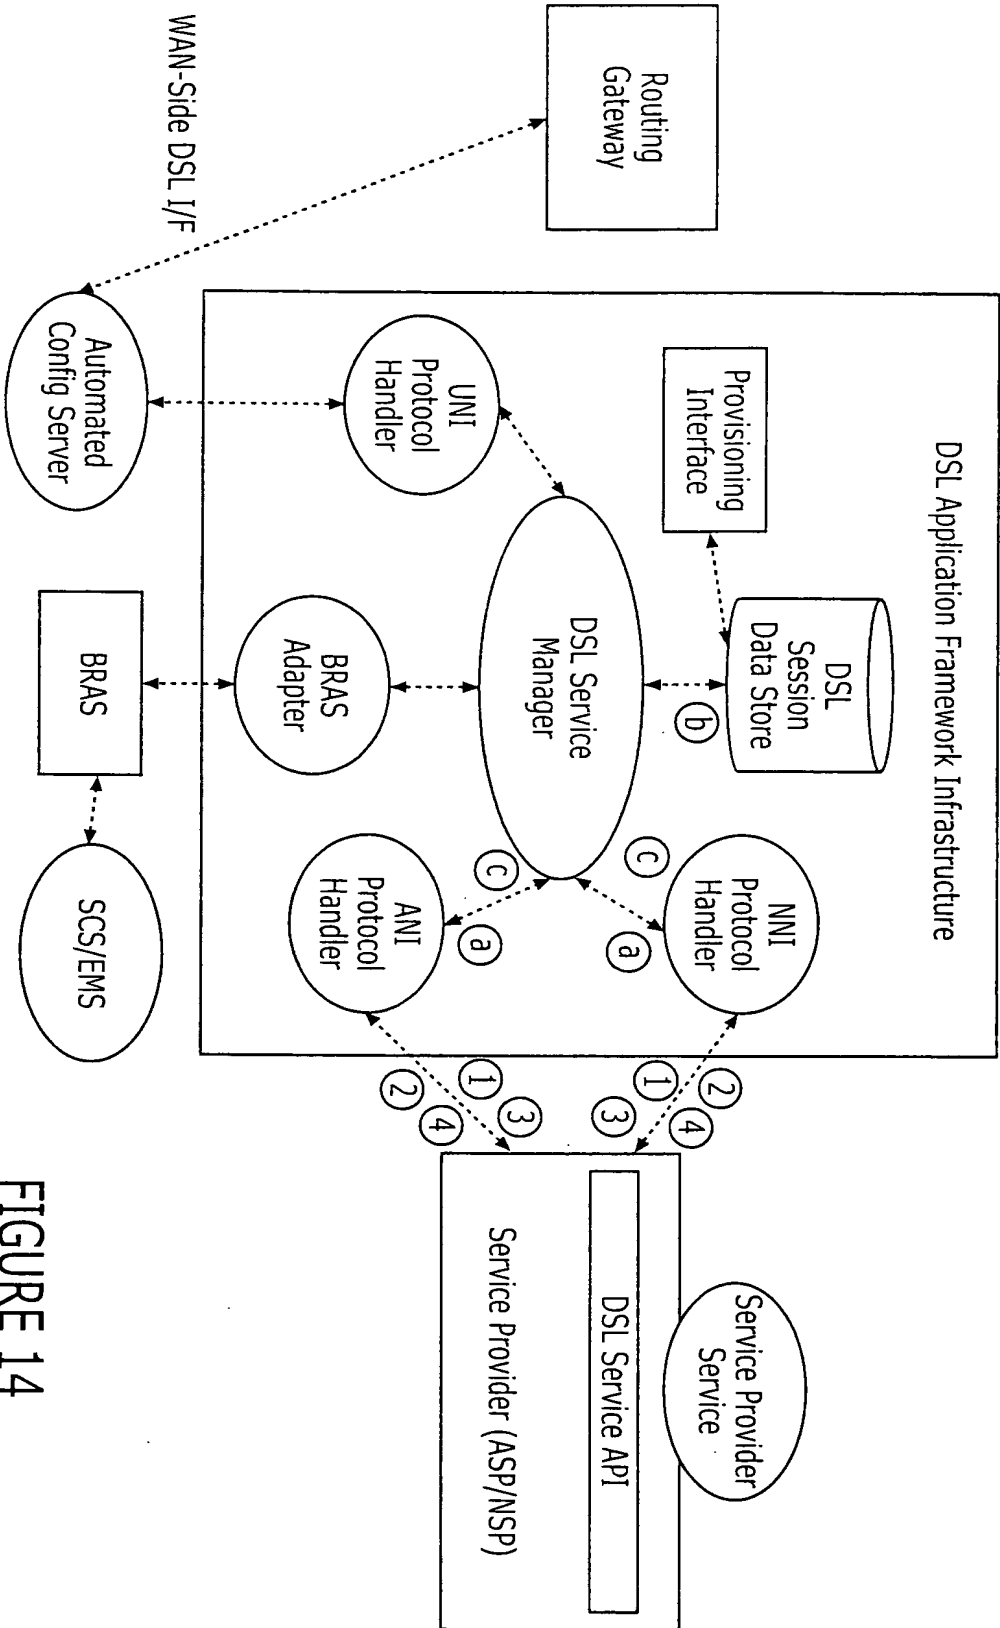 DSL Application Framework Infrastructure
Routing
Gateway
WAN-Side DSL I/F
Provisioning
Interface
DSL
Session
Data Store
b
NNI
Protocol
Handler
c
a
UNI
Protocol
Handler
DSL Service
Manager
c
a
BRAS
Adapter
ANI
Protocol
Handler
1
2
3
4
1
2
3
4
Service Provider
Service
DSL Service API
Service Provider (ASP/NSP)
Automated
Config Server
BRAS
SCS/EMS
FIGURE 14